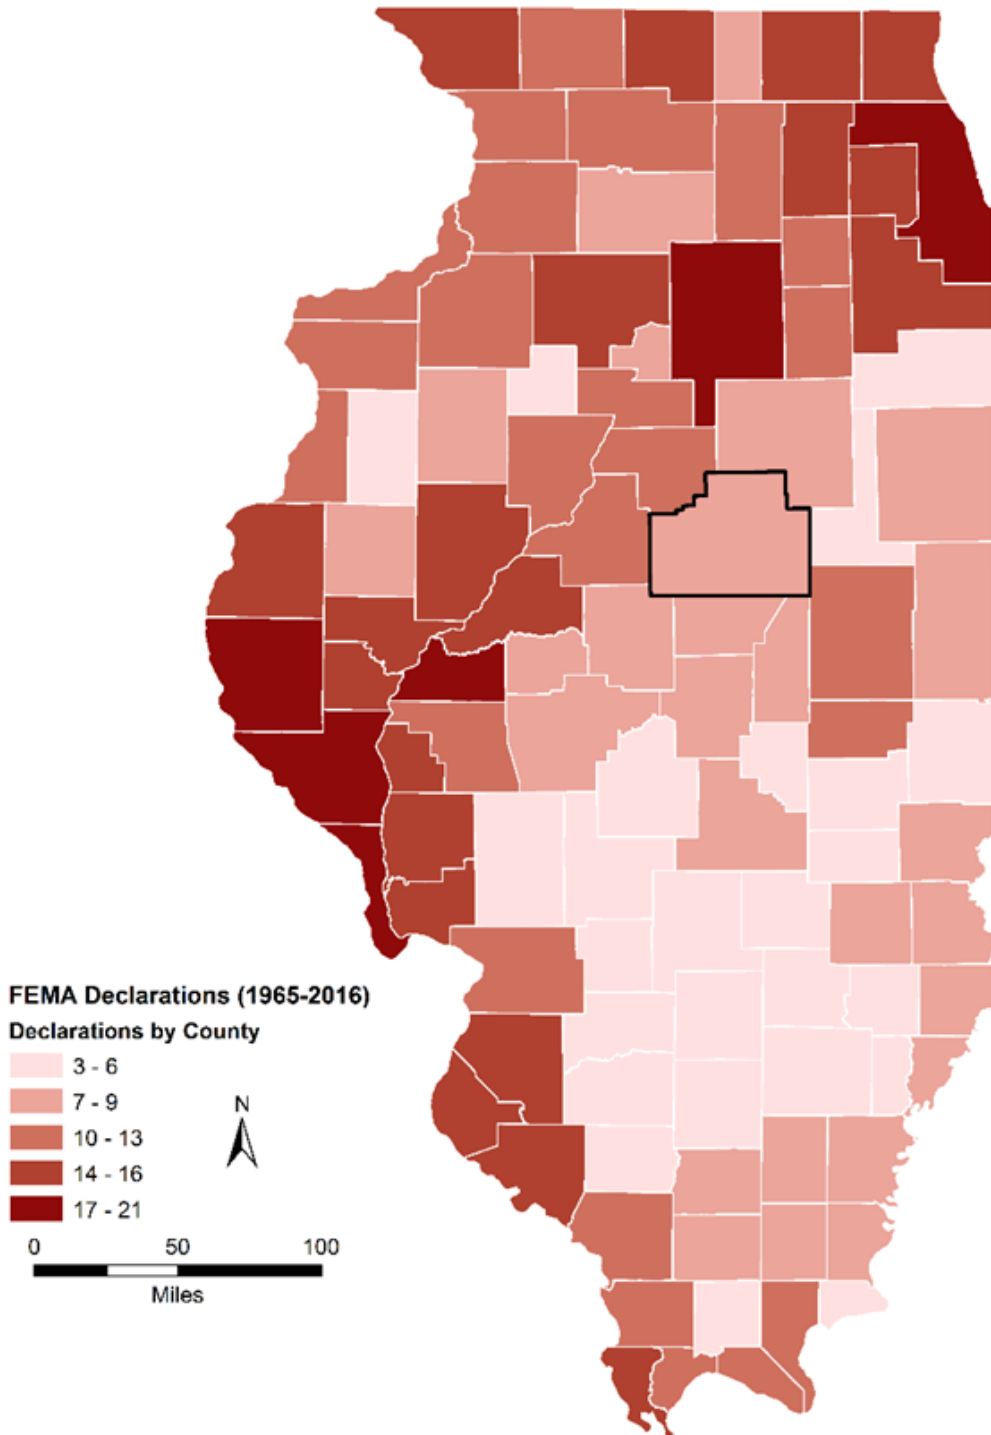 FEMA Declarations (1965-2016)
Declarations by County
3 - 6
7 - 9
10 - 13
14 - 16
17 - 21
N
0 50 100
Miles